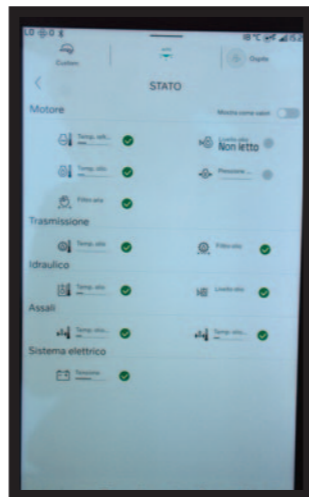 Custom
Ospite
STATO
Motore
Mostra come valori
Temp. refr...
Livello olio
Non letto
Temp. olio
Pressione ...
Filtro aria
Trasmissione
Temp. olio
Filtro olio
Idraulico
Temp. olio
Livello olio
Assali
Temp. olio...
Temp. olio...
Sistema elettrico
Tensione